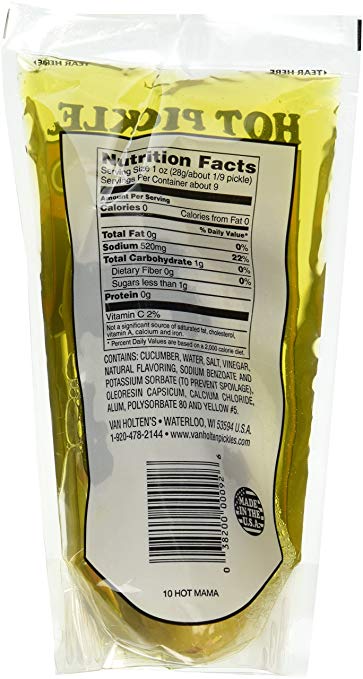 TEAR HERE
TEAR HERE
HOT PICKLE.
Nutrition Facts
Serving Size 1 oz (28g/about 1/9 pickle)
Servings Per Container about 9
Amount Per Serving
Calories 0 Calories from Fat 0
% Daily Value*
Total Fat 0g 0%
Sodium 520mg 22%
Total Carbohydrate 1g 0%
Dietary Fiber 0g 0%
Sugars less than 1g
Protein 0g
Vitamin C 2%
Not a significant source of saturated fat, cholesterol,
vitamin A, calcium and iron.
* Percent Daily Values are based on a 2,000 calorie diet.
CONTAINS: CUCUMBER, WATER, SALT, VINEGAR,
NATURAL FLAVORING, SODIUM BENZOATE AND
POTASSIUM SORBATE (TO PREVENT SPOILAGE),
OLEORESIN CAPSICUM, CALCIUM CHLORIDE,
ALUM, POLYSORBATE 80 AND YELLOW #5.
VAN HOLTEN'S • WATERLOO, WI 53594 U.S.A.
1-920-478-2144 • www.vanholtenpickles.com
0 38200 00092 6
MADE
IN THE
U.S.A.
10 HOT MAMA